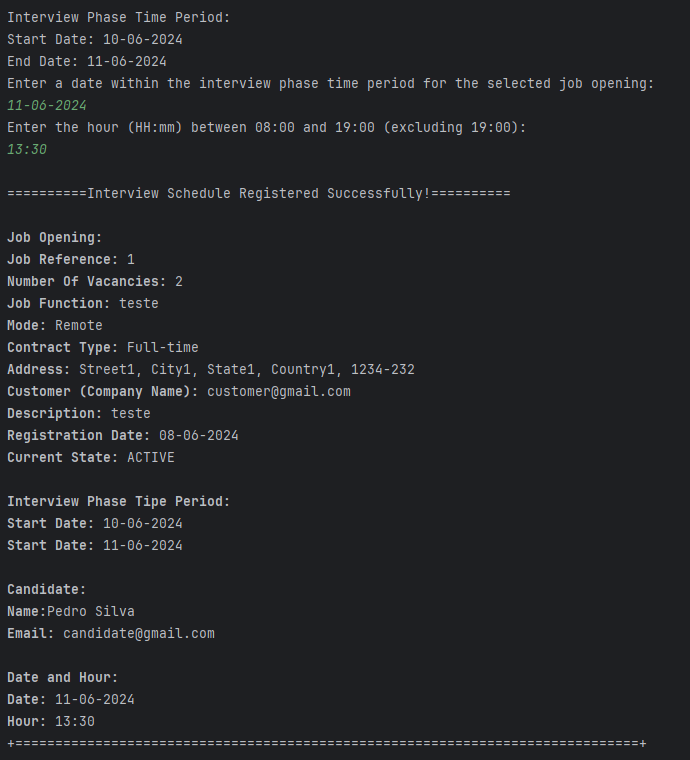 Interview Phase Time Period:
Start Date: 10-06-2024
End Date: 11-06-2024
Enter a date within the interview phase time period for the selected job opening:
11-06-2024
Enter the hour (HH:mm) between 08:00 and 19:00 (excluding 19:00):
13:30
==========Interview Schedule Registered Successfully!==========
Job Opening:
Job Reference: 1
Number Of Vacancies: 2
Job Function: teste
Mode: Remote
Contract Type: Full-time
Address: Street1, City1, State1, Country1, 1234-232
Customer (Company Name): customer@gmail.com
Description: teste
Registration Date: 08-06-2024
Current State: ACTIVE
Interview Phase Tipe Period:
Start Date: 10-06-2024
Start Date: 11-06-2024
Candidate:
Name:Pedro Silva
Email: candidate@gmail.com
Date and Hour:
Date: 11-06-2024
Hour: 13:30
+==============================================================================+